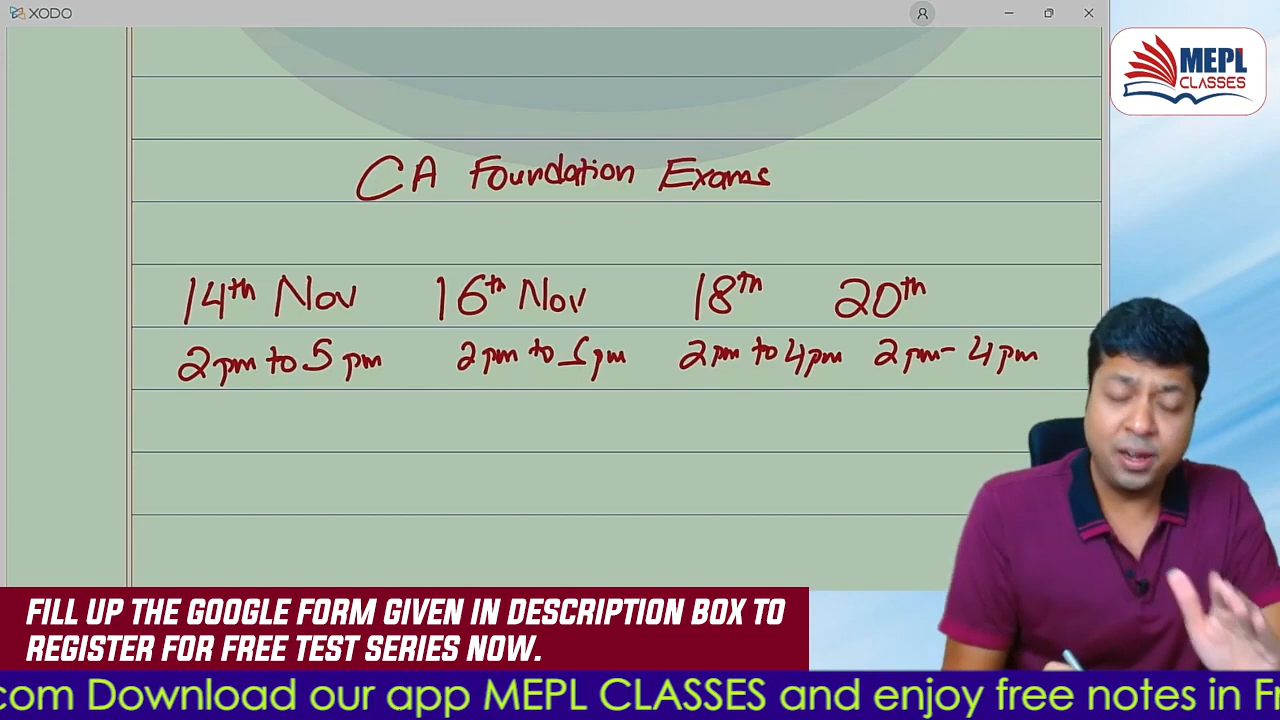 XODO
MEPL
CLASSES
CA Foundation Exams
14th Nov 16th Nov 18th 20th
2pm to 5 pm 2pm to 5pm 2pm to 4pm 2pm- 4pm
FILL UP THE GOOGLE FORM GIVEN IN DESCRIPTION BOX TO
REGISTER FOR FREE TEST SERIES NOW.
com Download our app MEPL CLASSES and enjoy free notes in Fr